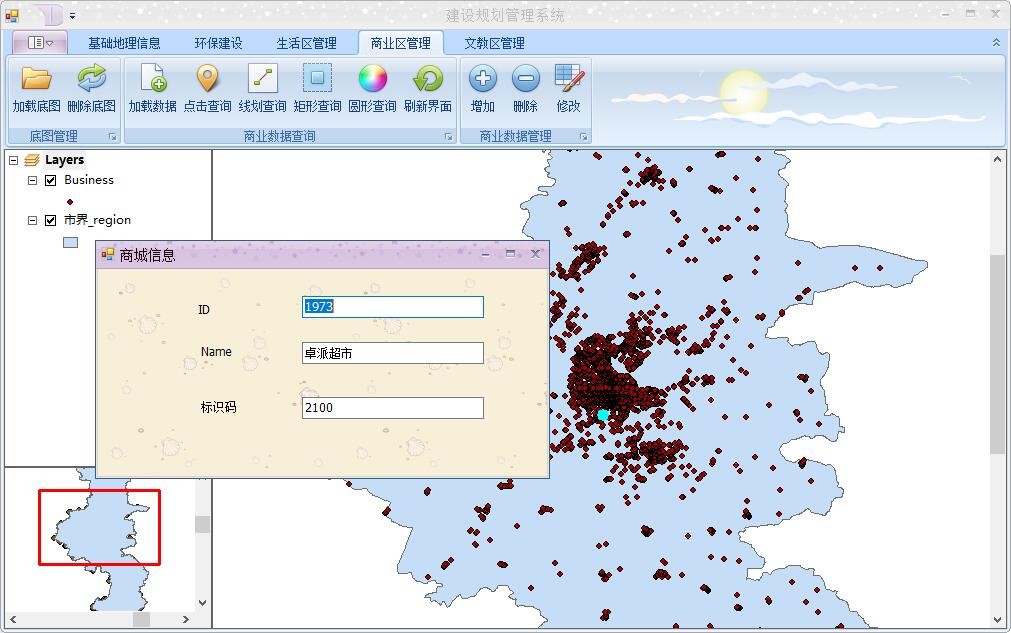 建设规划管理系统
基础地理信息 环保建设 生活区管理 商业区管理 文教区管理
加载底图 删除底图 加载数据 点击查询 线划查询 矩形查询 圆形查询 刷新界面 增加 删除 修改
底图管理 商业数据查询 商业数据管理
Layers
Business
市界_region
商城信息
ID 1973
Name 卓派超市
标识码 2100